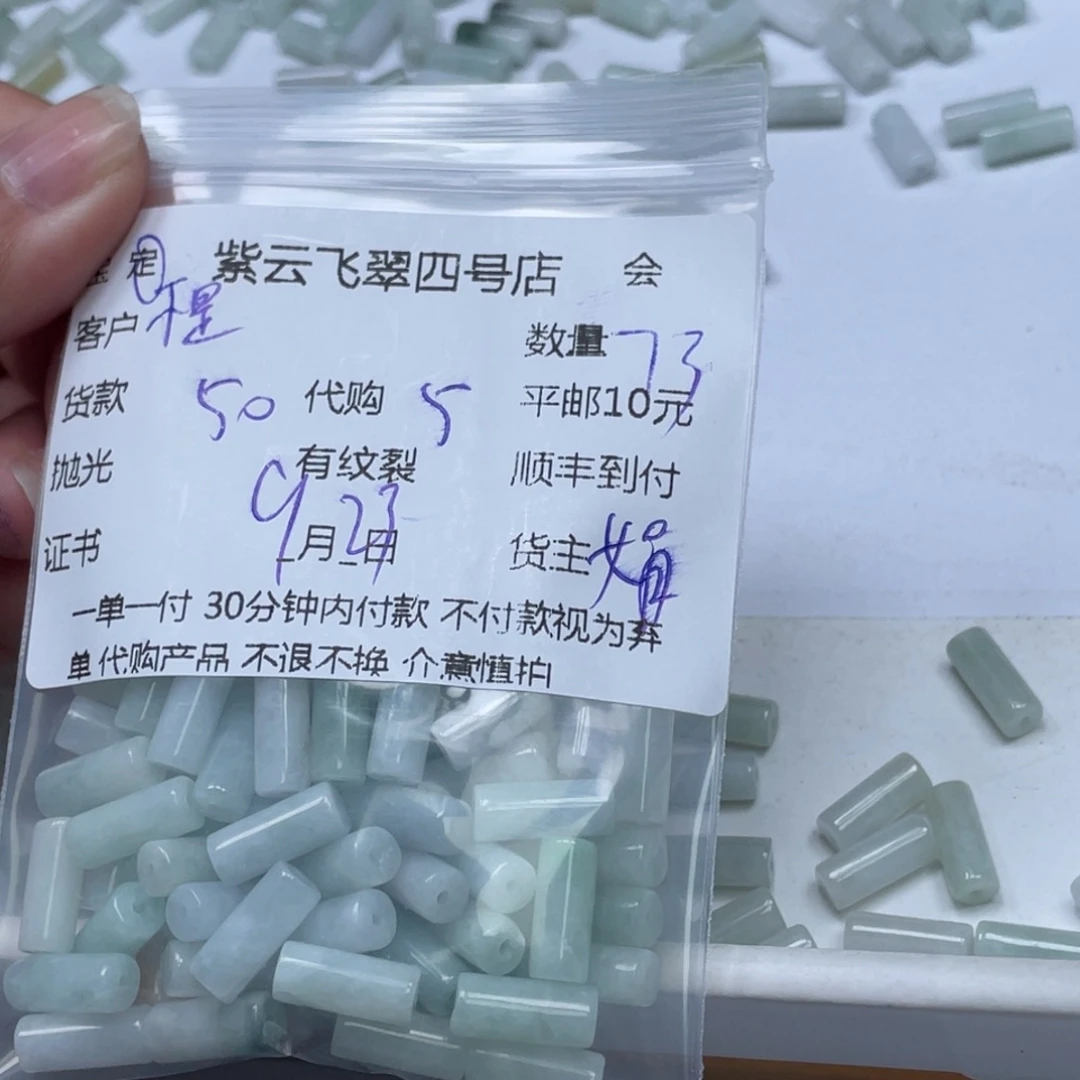 定 紫云飞翠四号店 会
客户 程 数量 73
货款 50 代购 5 平邮10元
抛光 有纹裂 顺丰到付
证书 9月23日 货主 娟
一单一付 30分钟内付款 不付款视为弃
单 代购产品 不退不换 介意慎拍